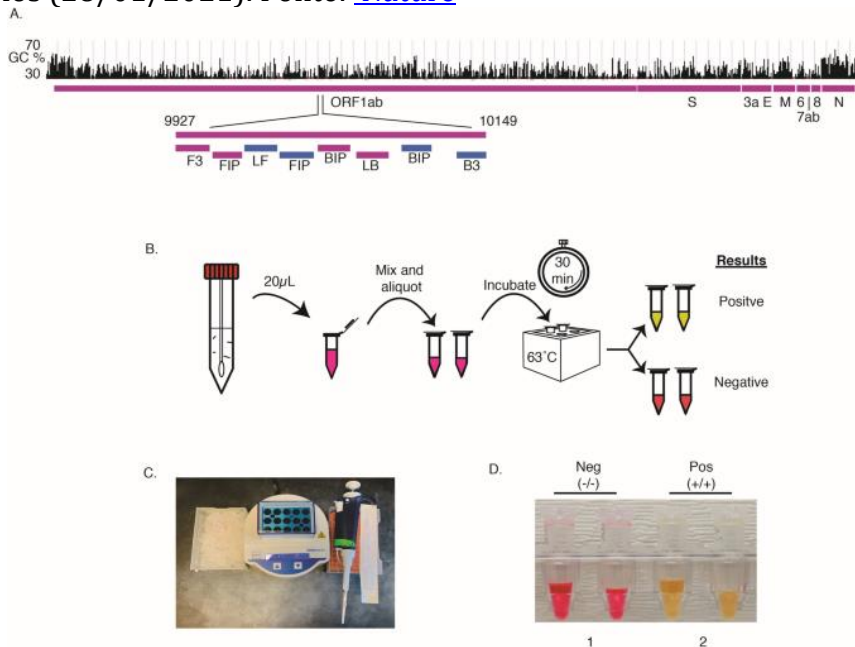 Nature
A.
70
GC %
30
ORF1ab
S
3a E
M
6 | 8
N
7ab
9927
10149
F3
FIP
LF
FIP
BIP
LB
BIP
B3
B.
20µL
Mix and
aliquot
Incubate
30
min
63°C
Results
Positve
Negative
C.
D.
Neg
(-/-)
Pos
(+/+)
1
2